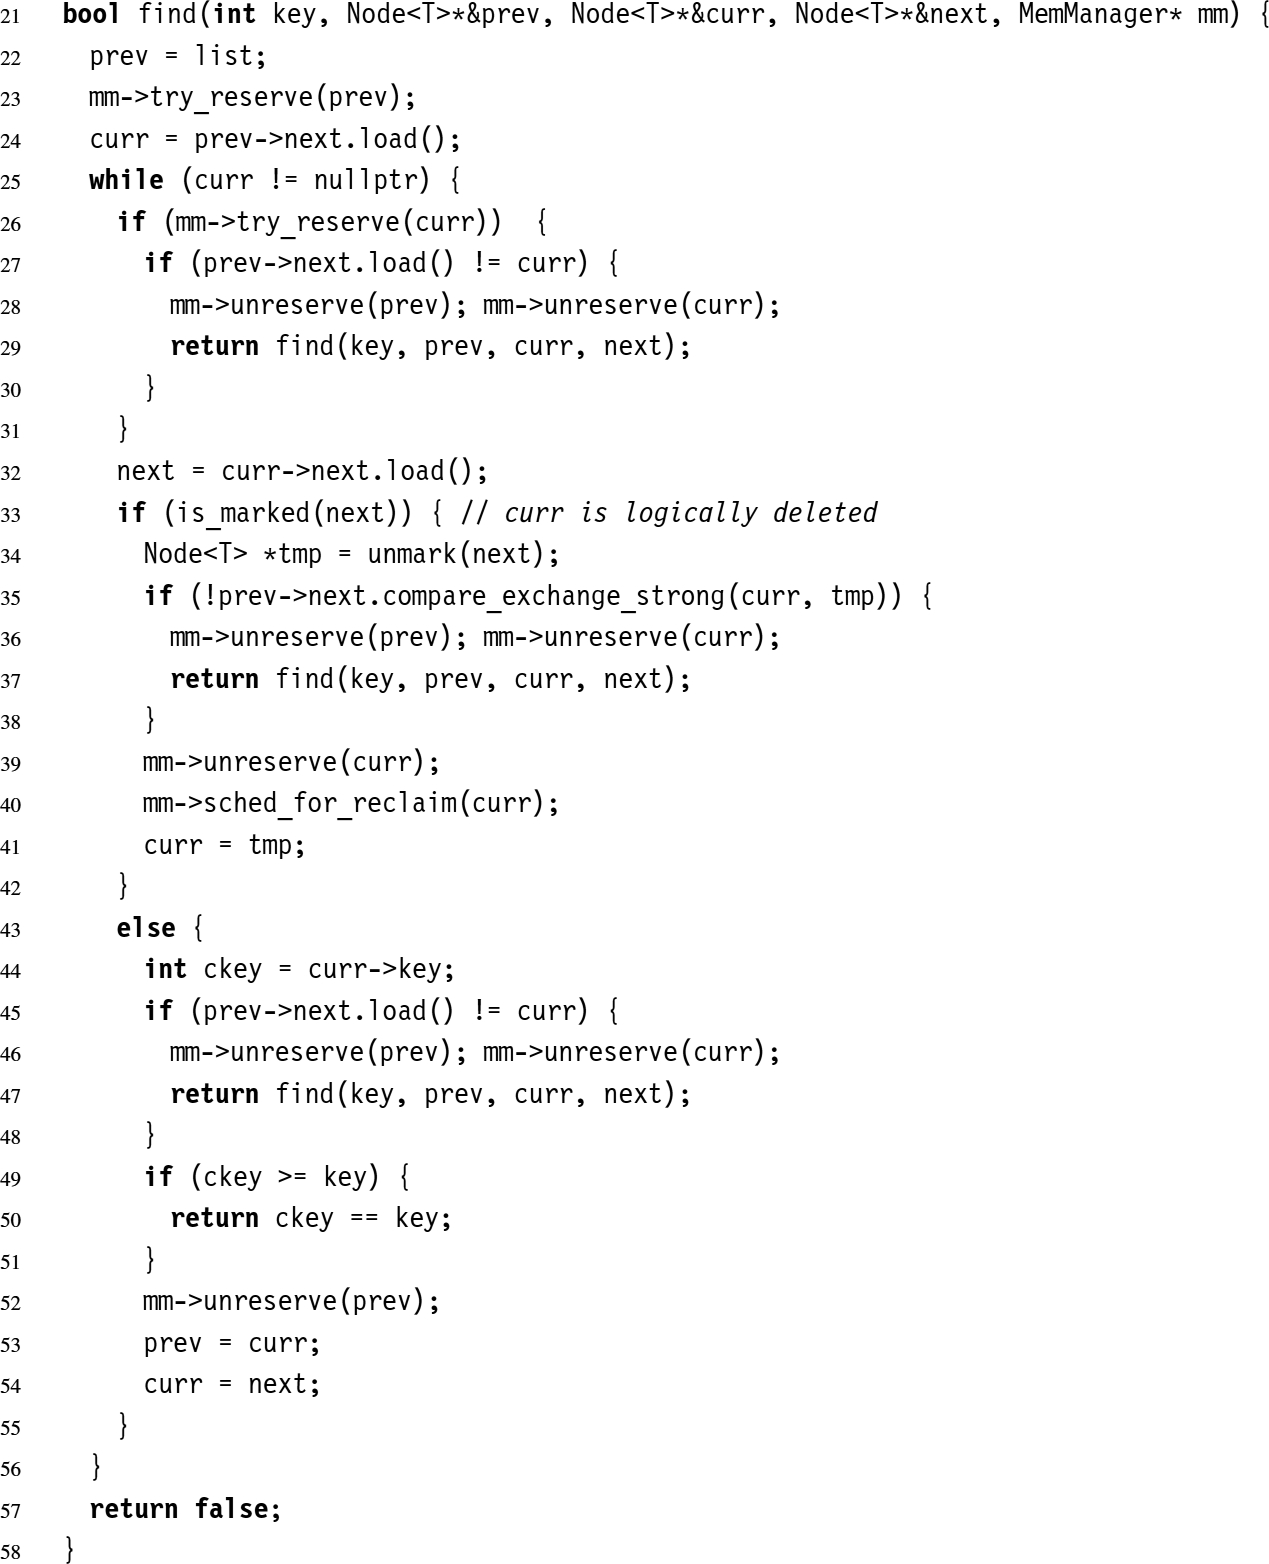 21 bool find(int key, Node<T>*&prev, Node<T>*&curr, Node<T>*&next, MemManager* mm) {
22 prev = list;
23 mm->try_reserve(prev);
24 curr = prev->next.load();
25 while (curr != nullptr) {
26 if (mm->try_reserve(curr)) {
27 if (prev->next.load() != curr) {
28 mm->unreserve(prev); mm->unreserve(curr);
29 return find(key, prev, curr, next);
30 }
31 }
32 next = curr->next.load();
33 if (is_marked(next)) { // curr is logically deleted
34 Node<T> *tmp = unmark(next);
35 if (!prev->next.compare_exchange_strong(curr, tmp)) {
36 mm->unreserve(prev); mm->unreserve(curr);
37 return find(key, prev, curr, next);
38 }
39 mm->unreserve(curr);
40 mm->sched_for_reclaim(curr);
41 curr = tmp;
42 }
43 else {
44 int ckey = curr->key;
45 if (prev->next.load() != curr) {
46 mm->unreserve(prev); mm->unreserve(curr);
47 return find(key, prev, curr, next);
48 }
49 if (ckey >= key) {
50 return ckey == key;
51 }
52 mm->unreserve(prev);
53 prev = curr;
54 curr = next;
55 }
56 }
57 return false;
58 }